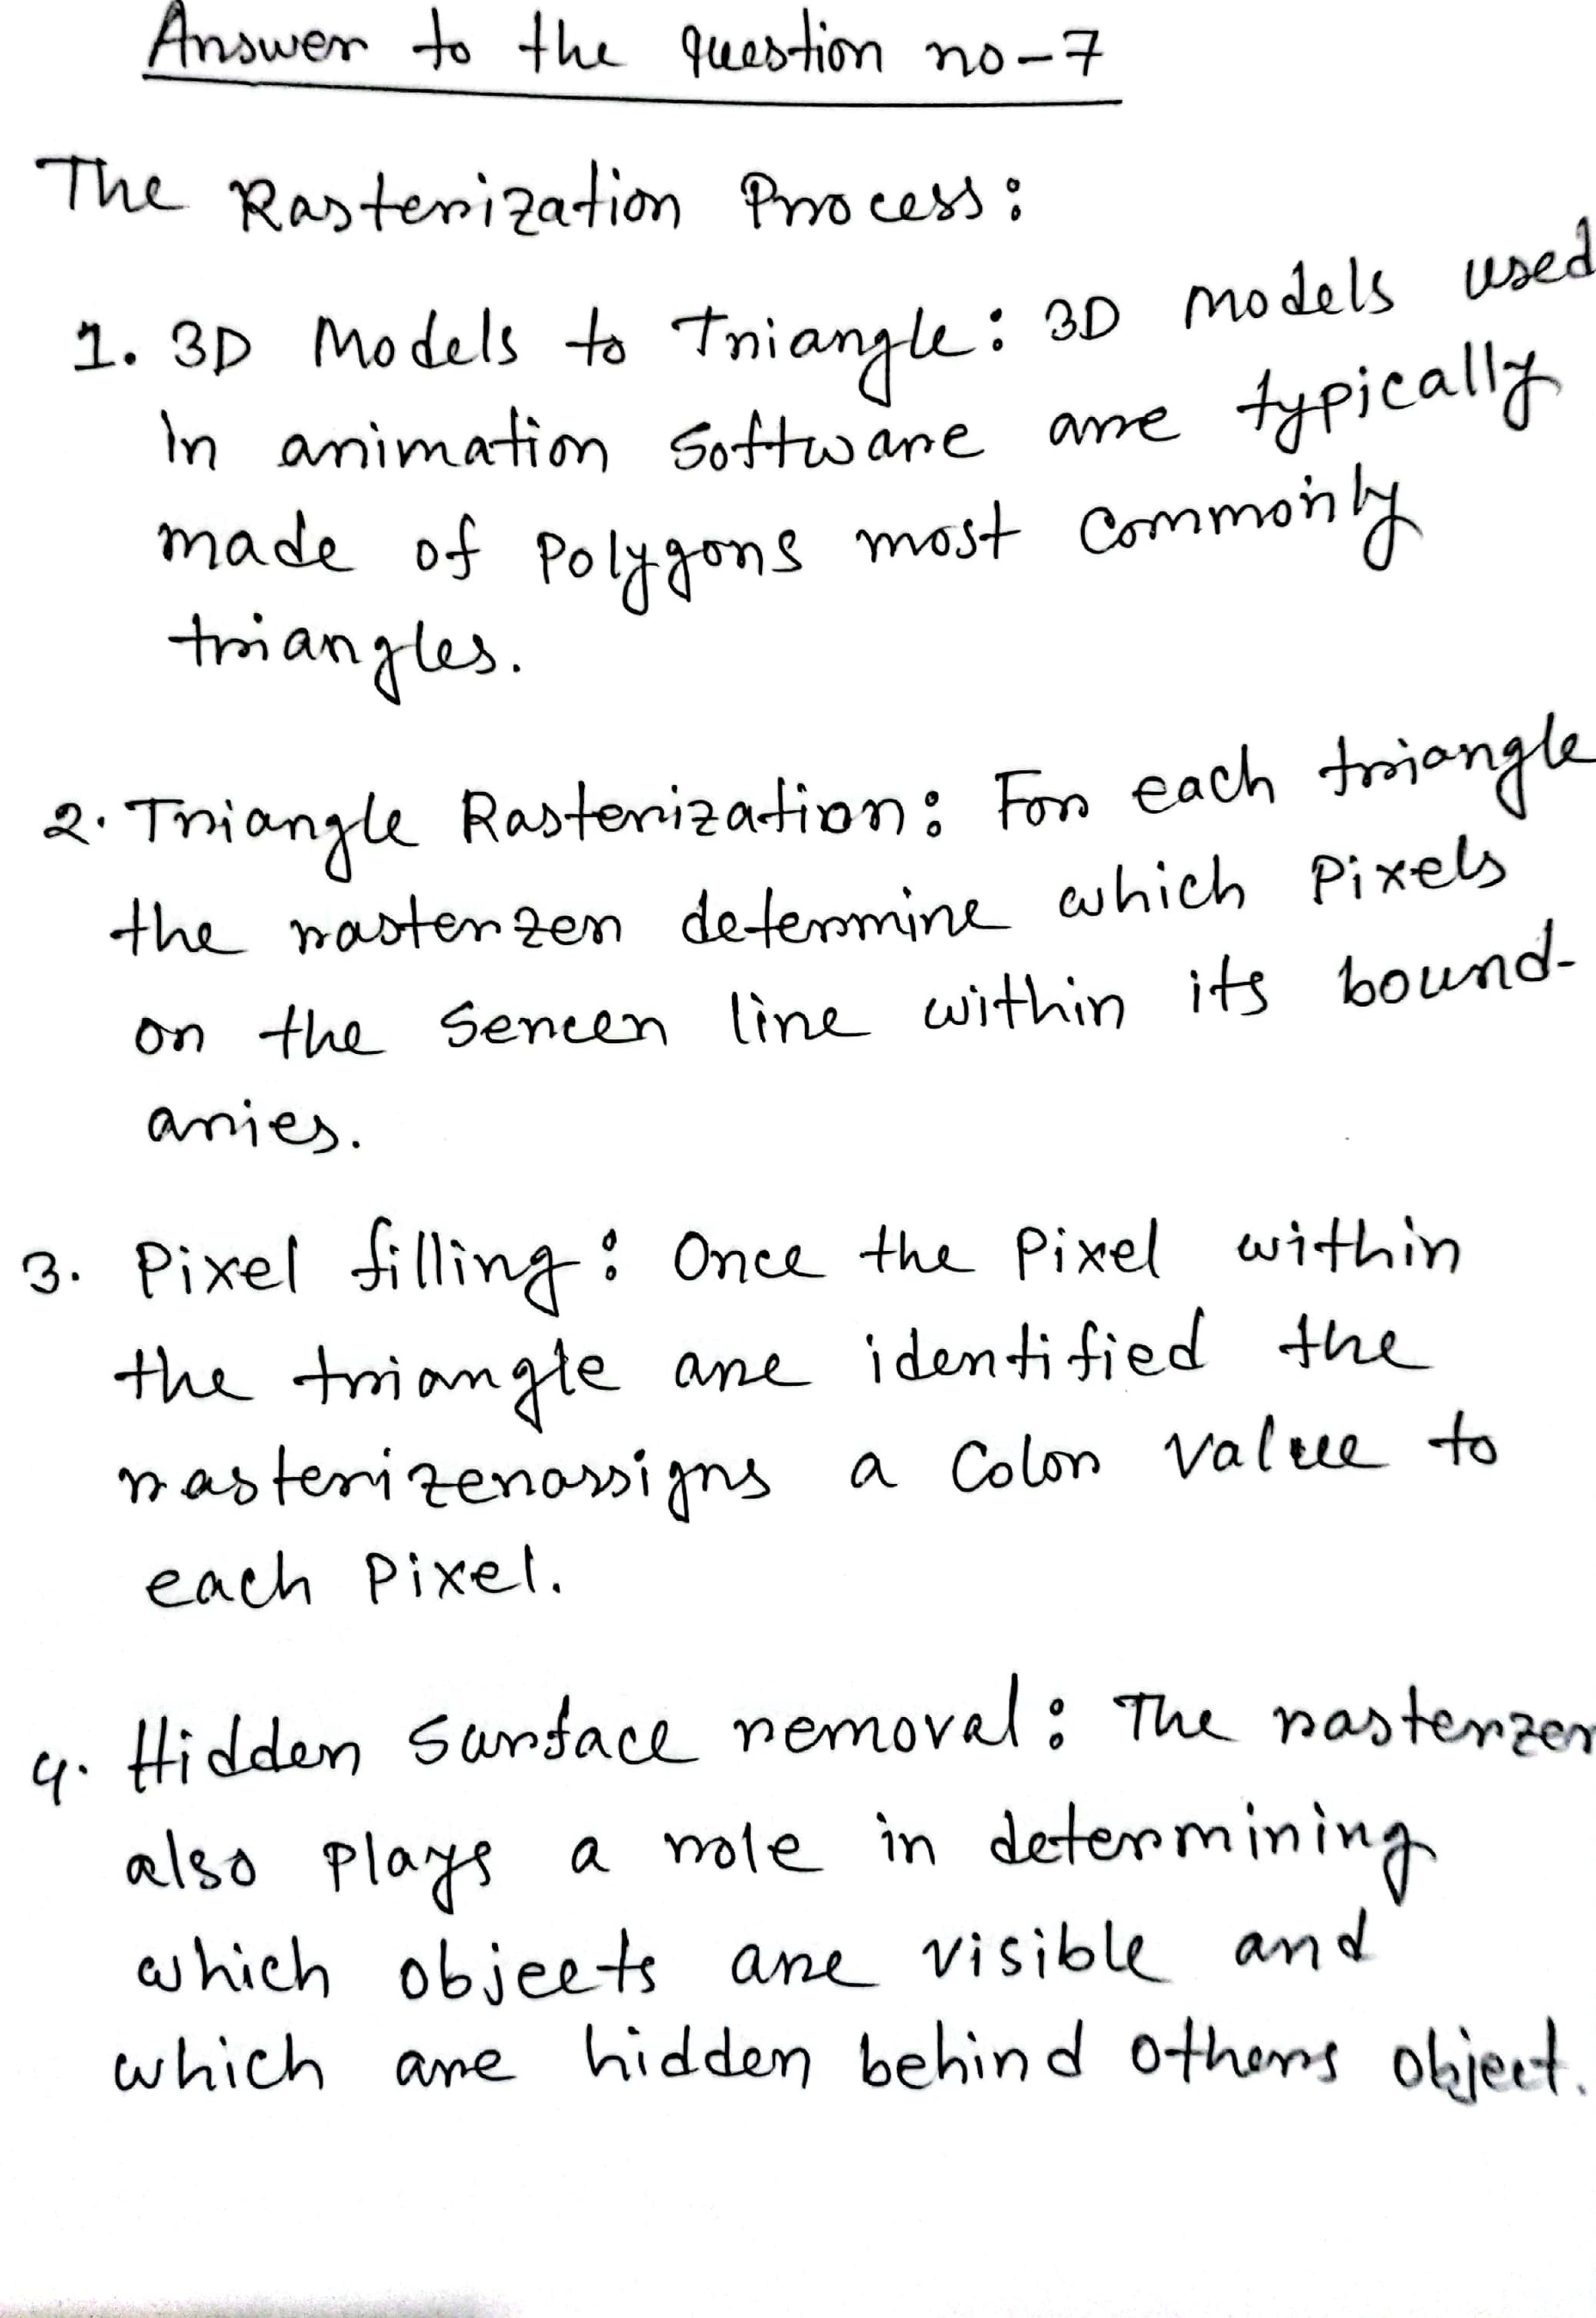 Answer to the question no-7
The Rasterization Process:
1. 3D Models to Triangle: 3D models used
in animation software are typically
made of Polygons most commonly
triangles.
2. Triangle Rasterization: For each triangle
the rasterzer determine which Pixels
on the screen line within its bound-
aries.
3. Pixel filling: Once the Pixel within
the triangle are identified the
rasterizerassigns a Color value to
each Pixel.
4. Hidden Surface removal: The rasterzer
also plays a role in determining
which objects are visible and
which are hidden behind others object.